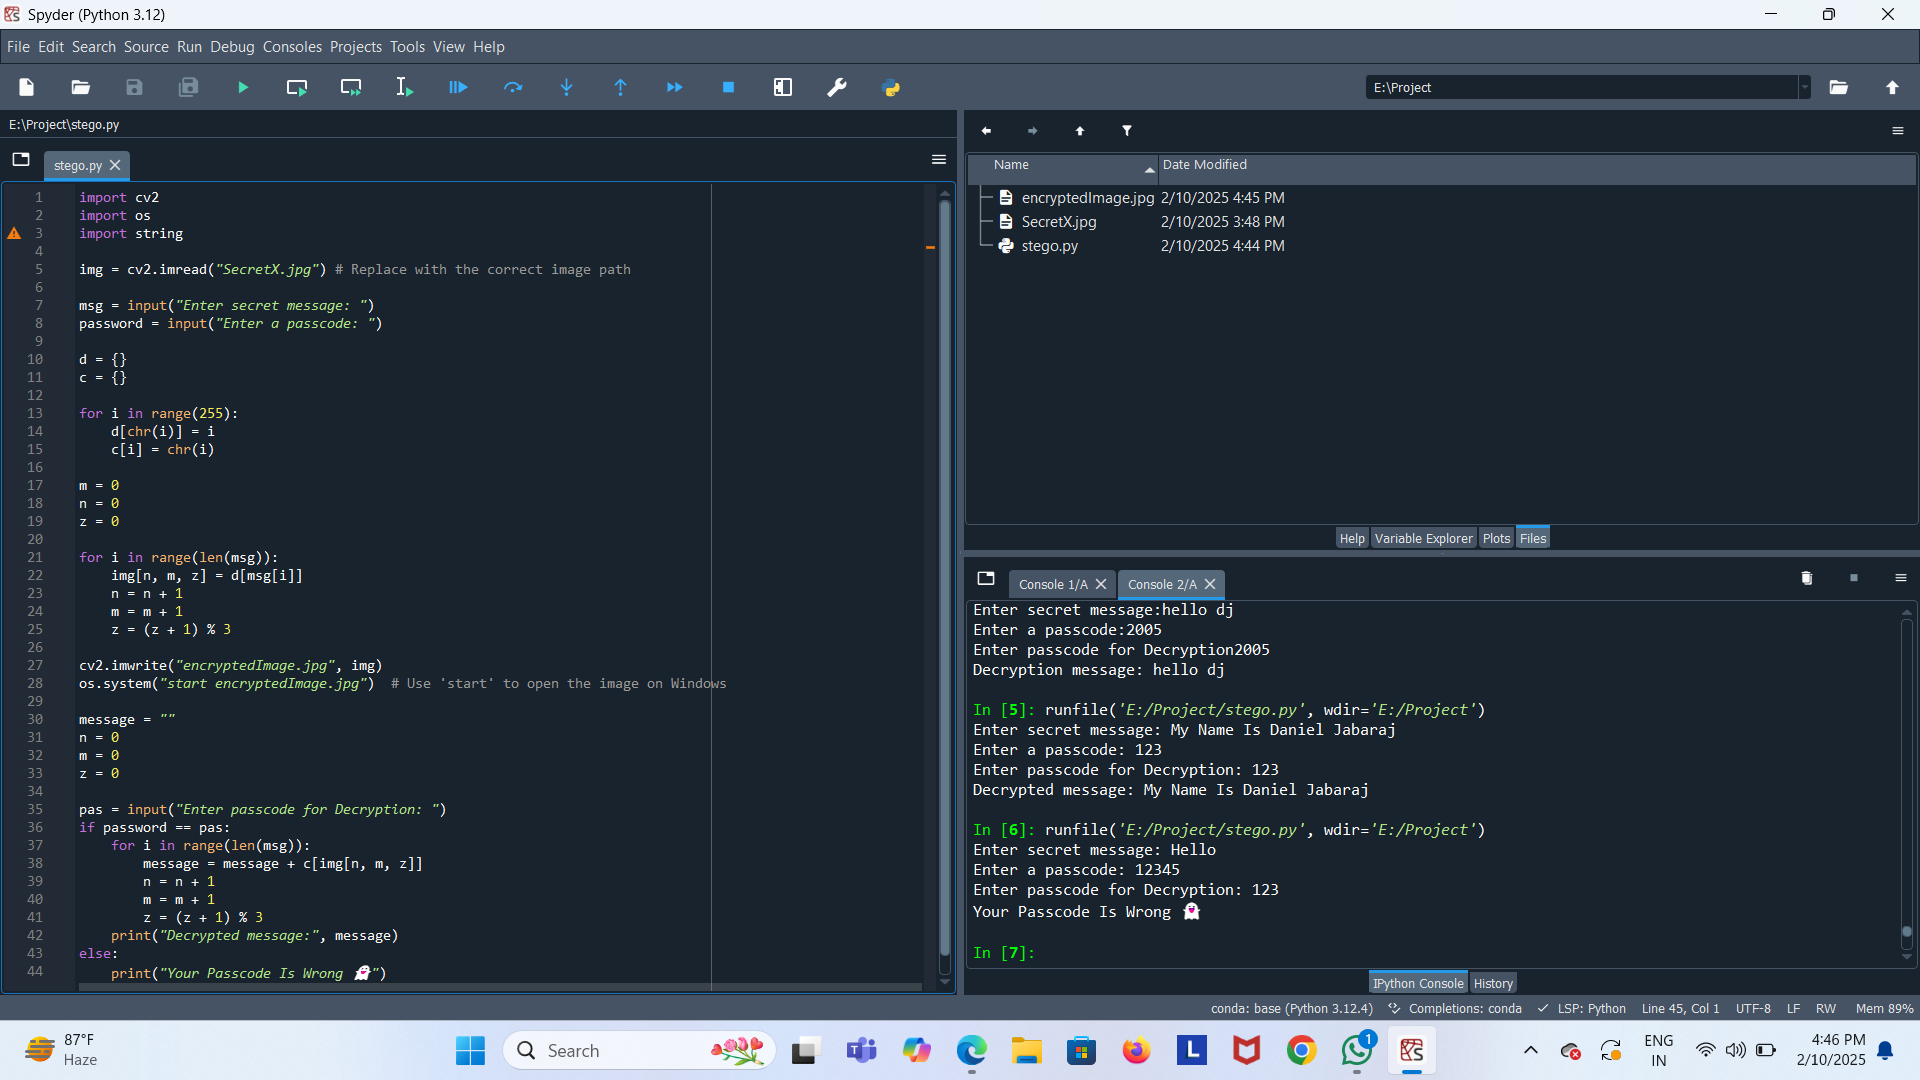 Spyder (Python 3.12)
File Edit Search Source Run Debug Consoles Projects Tools View Help
E:\Project
E:\Project\stego.py
stego.py
1 import cv2
2 import os
3 import string
4
5 img = cv2.imread("SecretX.jpg") # Replace with the correct image path
6
7 msg = input("Enter secret message: ")
8 password = input("Enter a passcode: ")
9
10 d = {}
11 c = {}
12
13 for i in range(255):
14     d[chr(i)] = i
15     c[i] = chr(i)
16
17 m = 0
18 n = 0
19 z = 0
20
21 for i in range(len(msg)):
22     img[n, m, z] = d[msg[i]]
23     n = n + 1
24     m = m + 1
25     z = (z + 1) % 3
26
27 cv2.imwrite("encryptedImage.jpg", img)
28 os.system("start encryptedImage.jpg")  # Use 'start' to open the image on Windows
29
30 message = ""
31 n = 0
32 m = 0
33 z = 0
34
35 pas = input("Enter passcode for Decryption: ")
36 if password == pas:
37     for i in range(len(msg)):
38         message = message + c[img[n, m, z]]
39         n = n + 1
40         m = m + 1
41         z = (z + 1) % 3
42     print("Decrypted message:", message)
43 else:
44     print("Your Passcode Is Wrong 👻")
Name Date Modified
encryptedImage.jpg 2/10/2025 4:45 PM
SecretX.jpg 2/10/2025 3:48 PM
stego.py 2/10/2025 4:44 PM
Help Variable Explorer Plots Files
Console 1/A Console 2/A
Enter secret message:hello dj
Enter a passcode:2005
Enter passcode for Decryption2005
Decryption message: hello dj
In [5]: runfile('E:/Project/stego.py', wdir='E:/Project')
Enter secret message: My Name Is Daniel Jabaraj
Enter a passcode: 123
Enter passcode for Decryption: 123
Decrypted message: My Name Is Daniel Jabaraj
In [6]: runfile('E:/Project/stego.py', wdir='E:/Project')
Enter secret message: Hello
Enter a passcode: 12345
Enter passcode for Decryption: 123
Your Passcode Is Wrong 👻
In [7]:
IPython Console History
conda: base (Python 3.12.4) Completions: conda LSP: Python Line 45, Col 1 UTF-8 LF RW Mem 89%
87°F
Haze
Search
L
1
ENG
IN
4:46 PM
2/10/2025